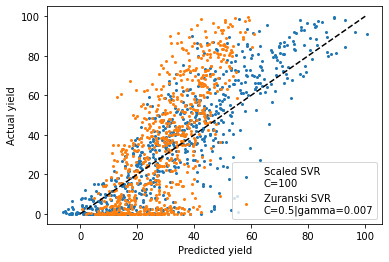 100
80
60
40
20
0
Actual yield
Scaled SVR
C=100
Zuranski SVR
C=0.5|gamma=0.007
0 20 40 60 80 100
Predicted yield